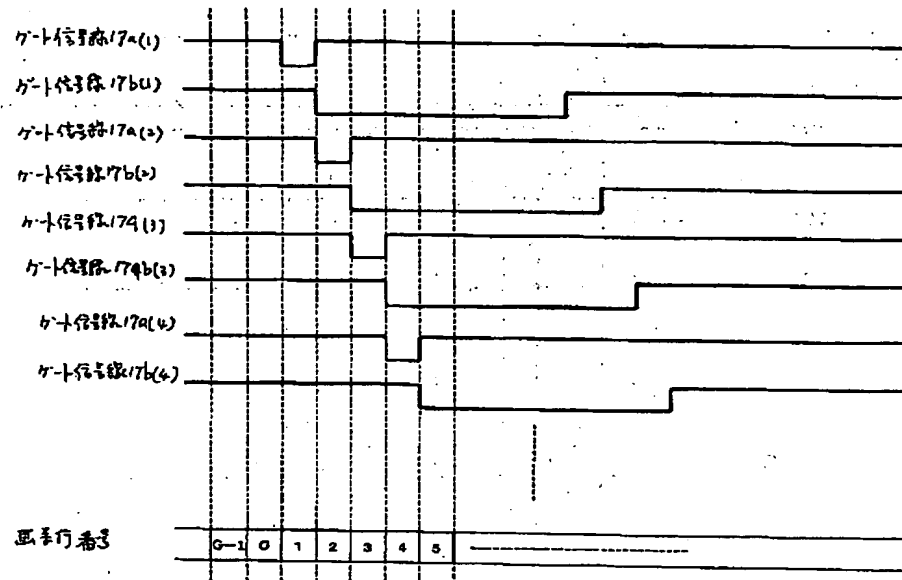 ゲート信号線17a(1)
ゲート信号線17b(1)
ゲート信号線17a(2)
ゲート信号線17b(2)
ゲート信号線17a(3)
ゲート信号線17qb(3)
ゲート信号線17a(4)
ゲート信号線17b(4)
画素行番号 G-1 G 1 2 3 4 5